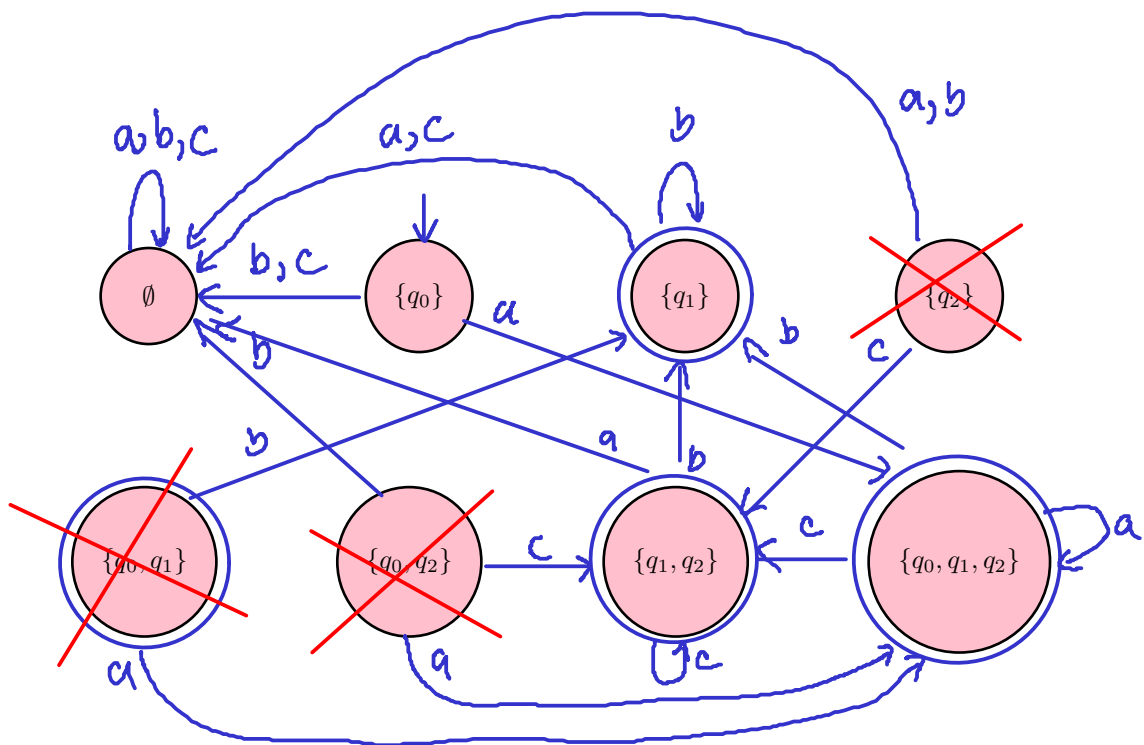 a,b
a,b,c
a,c
b
b,c
∅
{q₀}
{q₁}
{q₂}
a
b
b
c
b
a
b
c
{q₀, q₁}
{q₀, q₂}
c
{q₁, q₂}
{q₀, q₁, q₂}
a
a
a
c